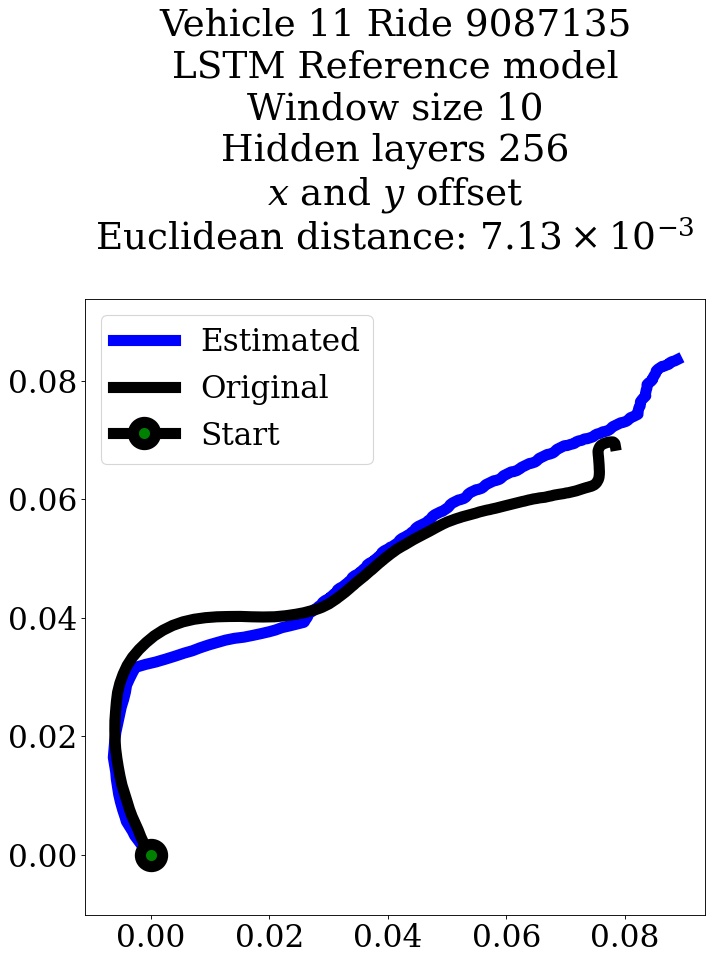 Vehicle 11 Ride 9087135
LSTM Reference model
Window size 10
Hidden layers 256
x and y offset
Euclidean distance: 7.13 × 10⁻³
Estimated
Original
Start
0.08
0.06
0.04
0.02
0.00
0.00 0.02 0.04 0.06 0.08